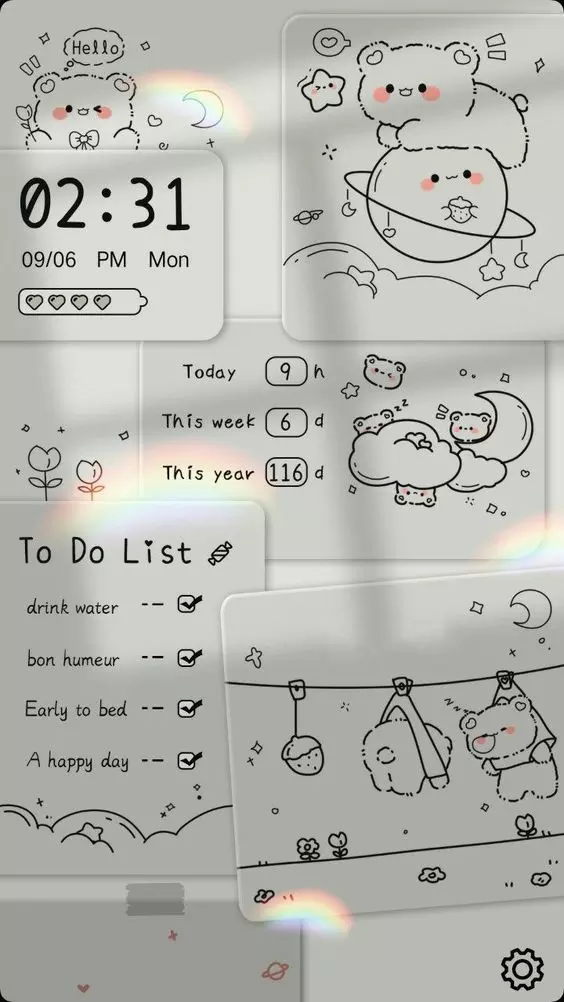 Hello
02:31
09/06 PM Mon
Today 9 h
This week 6 d
This year 116 d
zz
To Do List
drink water --
bon humeur --
Early to bed --
A happy day --
zzz